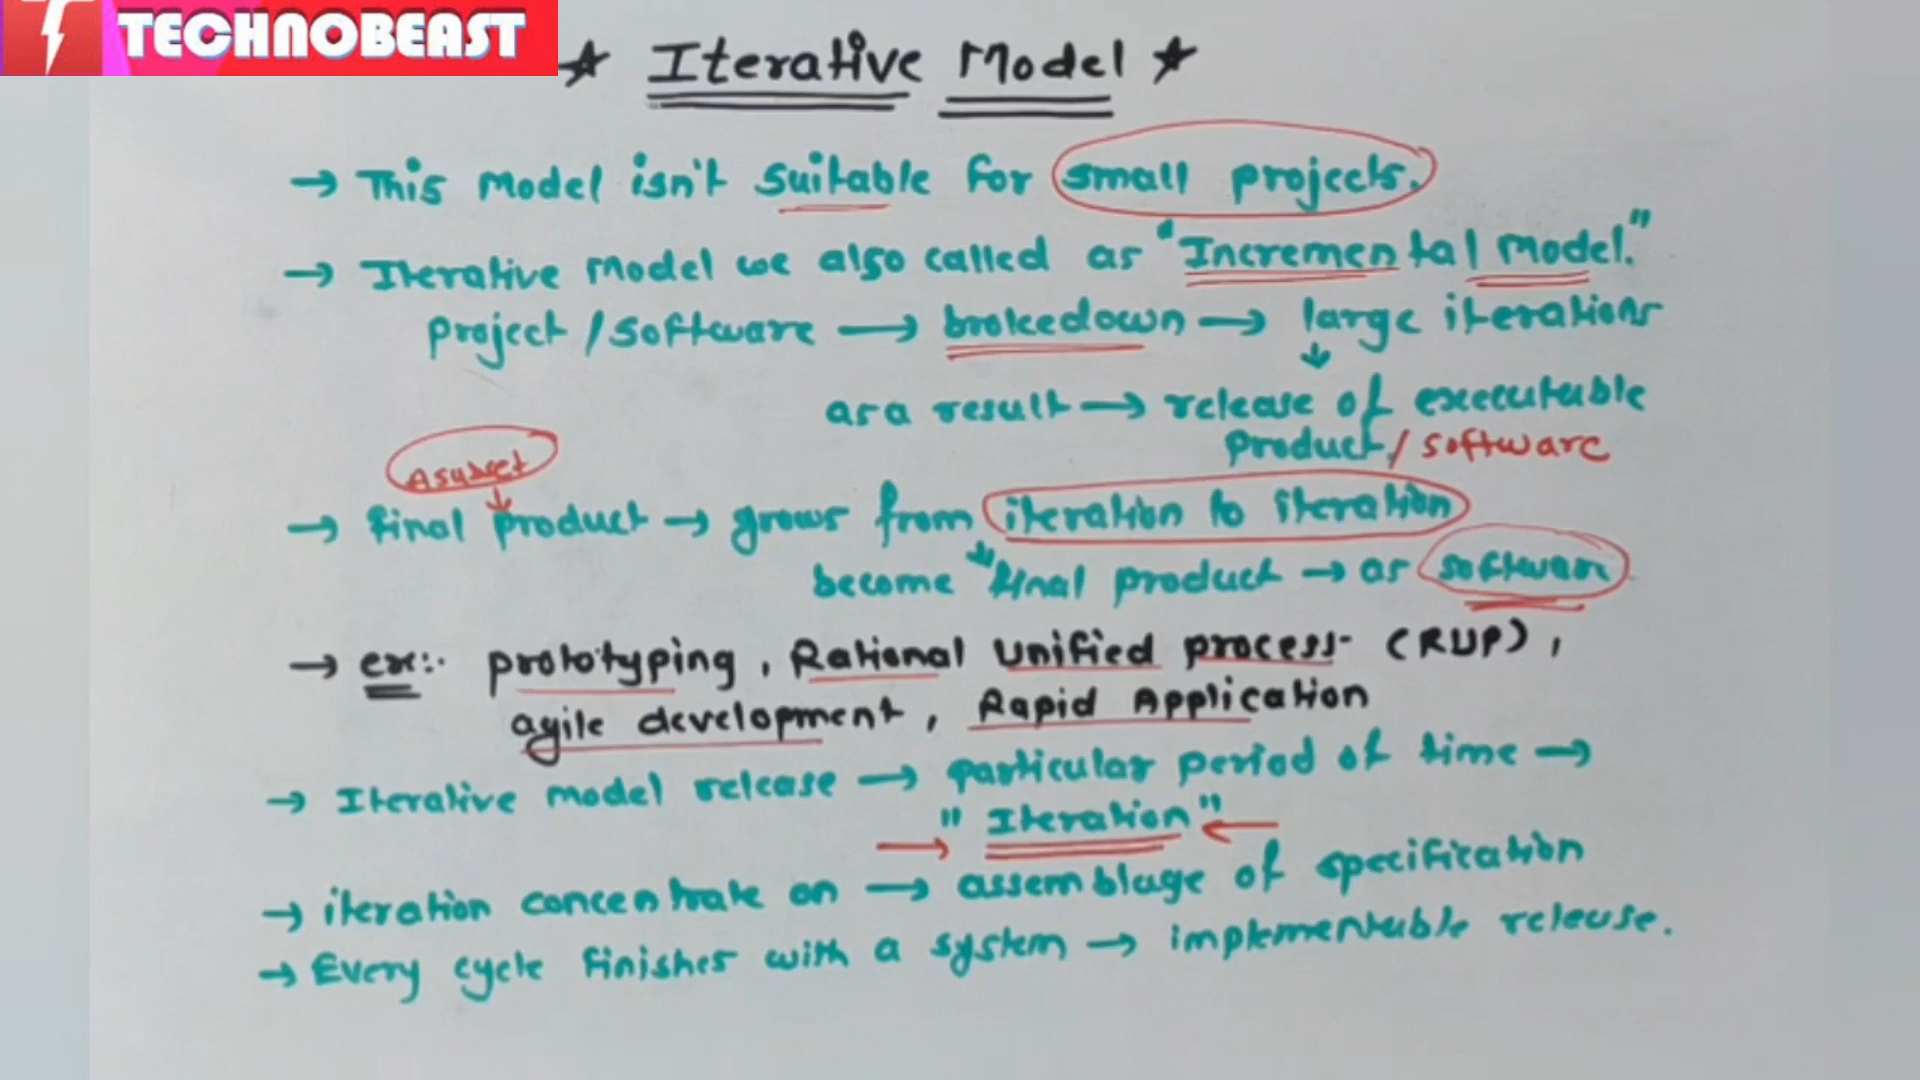 TECHNOBEAST
★ Iterative Model ★
→ This Model isn't suitable for small projects.
→ Iterative Model we also called as "Incremental Model."
project / software → brokedown → large iterations
↓
as a result → release of executable
product / software
A subset
↓
→ final product → grows from iteration to iteration
↓
become final product → as software
→ ex:- prototyping, Rational Unified process- (RUP),
agile development, Rapid Application
→ Iterative model release → particular period of time →
→ "Iteration" ←
→ iteration concentrate on → assemblage of specification
→ Every cycle finishes with a system → implementable release.